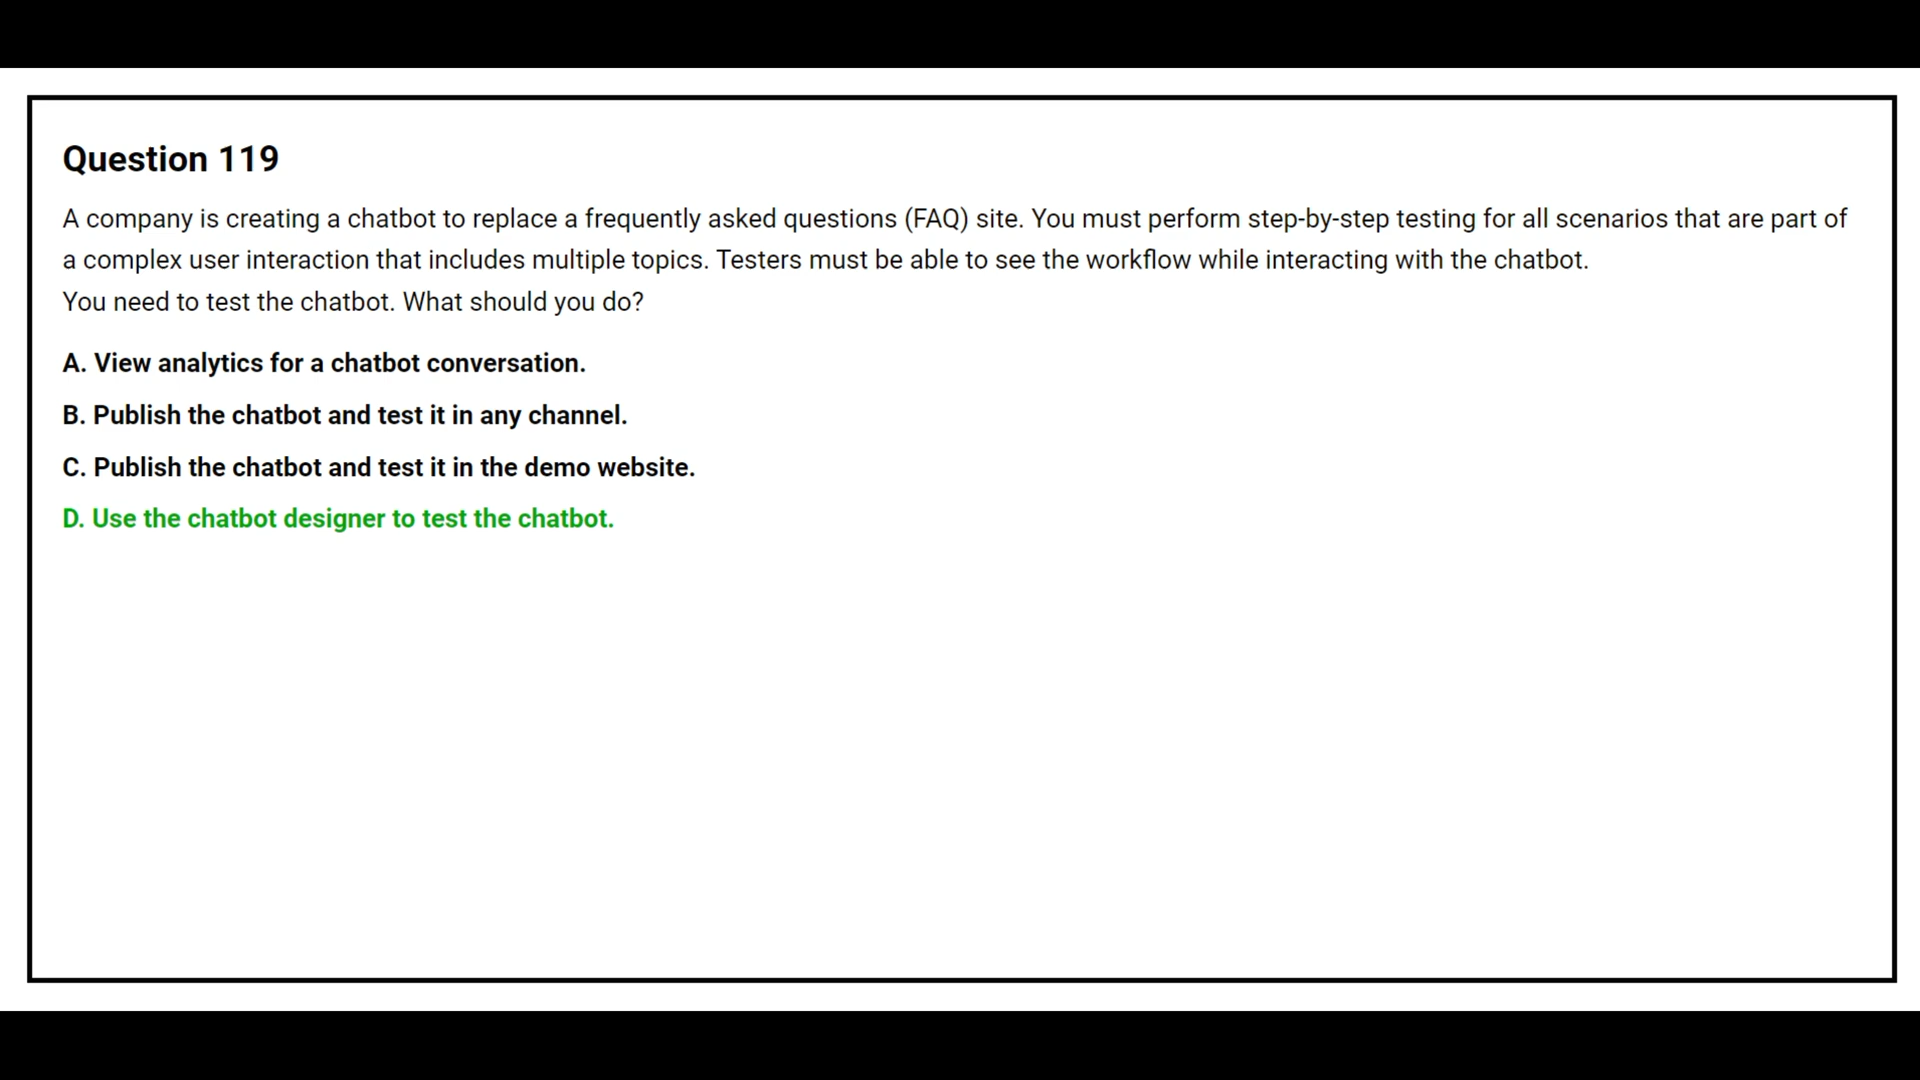 Question 119
A company is creating a chatbot to replace a frequently asked questions (FAQ) site. You must perform step-by-step testing for all scenarios that are part of
a complex user interaction that includes multiple topics. Testers must be able to see the workflow while interacting with the chatbot.
You need to test the chatbot. What should you do?
A. View analytics for a chatbot conversation.
B. Publish the chatbot and test it in any channel.
C. Publish the chatbot and test it in the demo website.
D. Use the chatbot designer to test the chatbot.